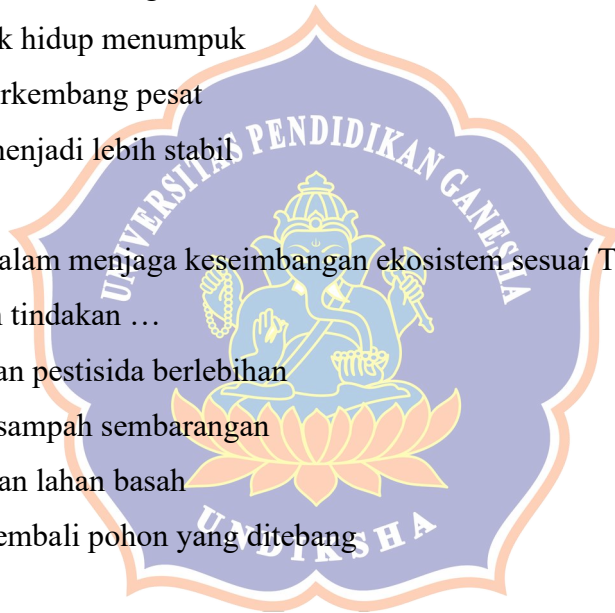 k hidup menumpuk
rkembang pesat
menjadi lebih stabil
UNIVERSITAS PENDIDIKAN GANESHA
alam menjaga keseimbangan ekosistem sesuai T
tindakan …
an pestisida berlebihan
sampah sembarangan
an lahan basah
embali pohon yang ditebang
UNDIKSHA